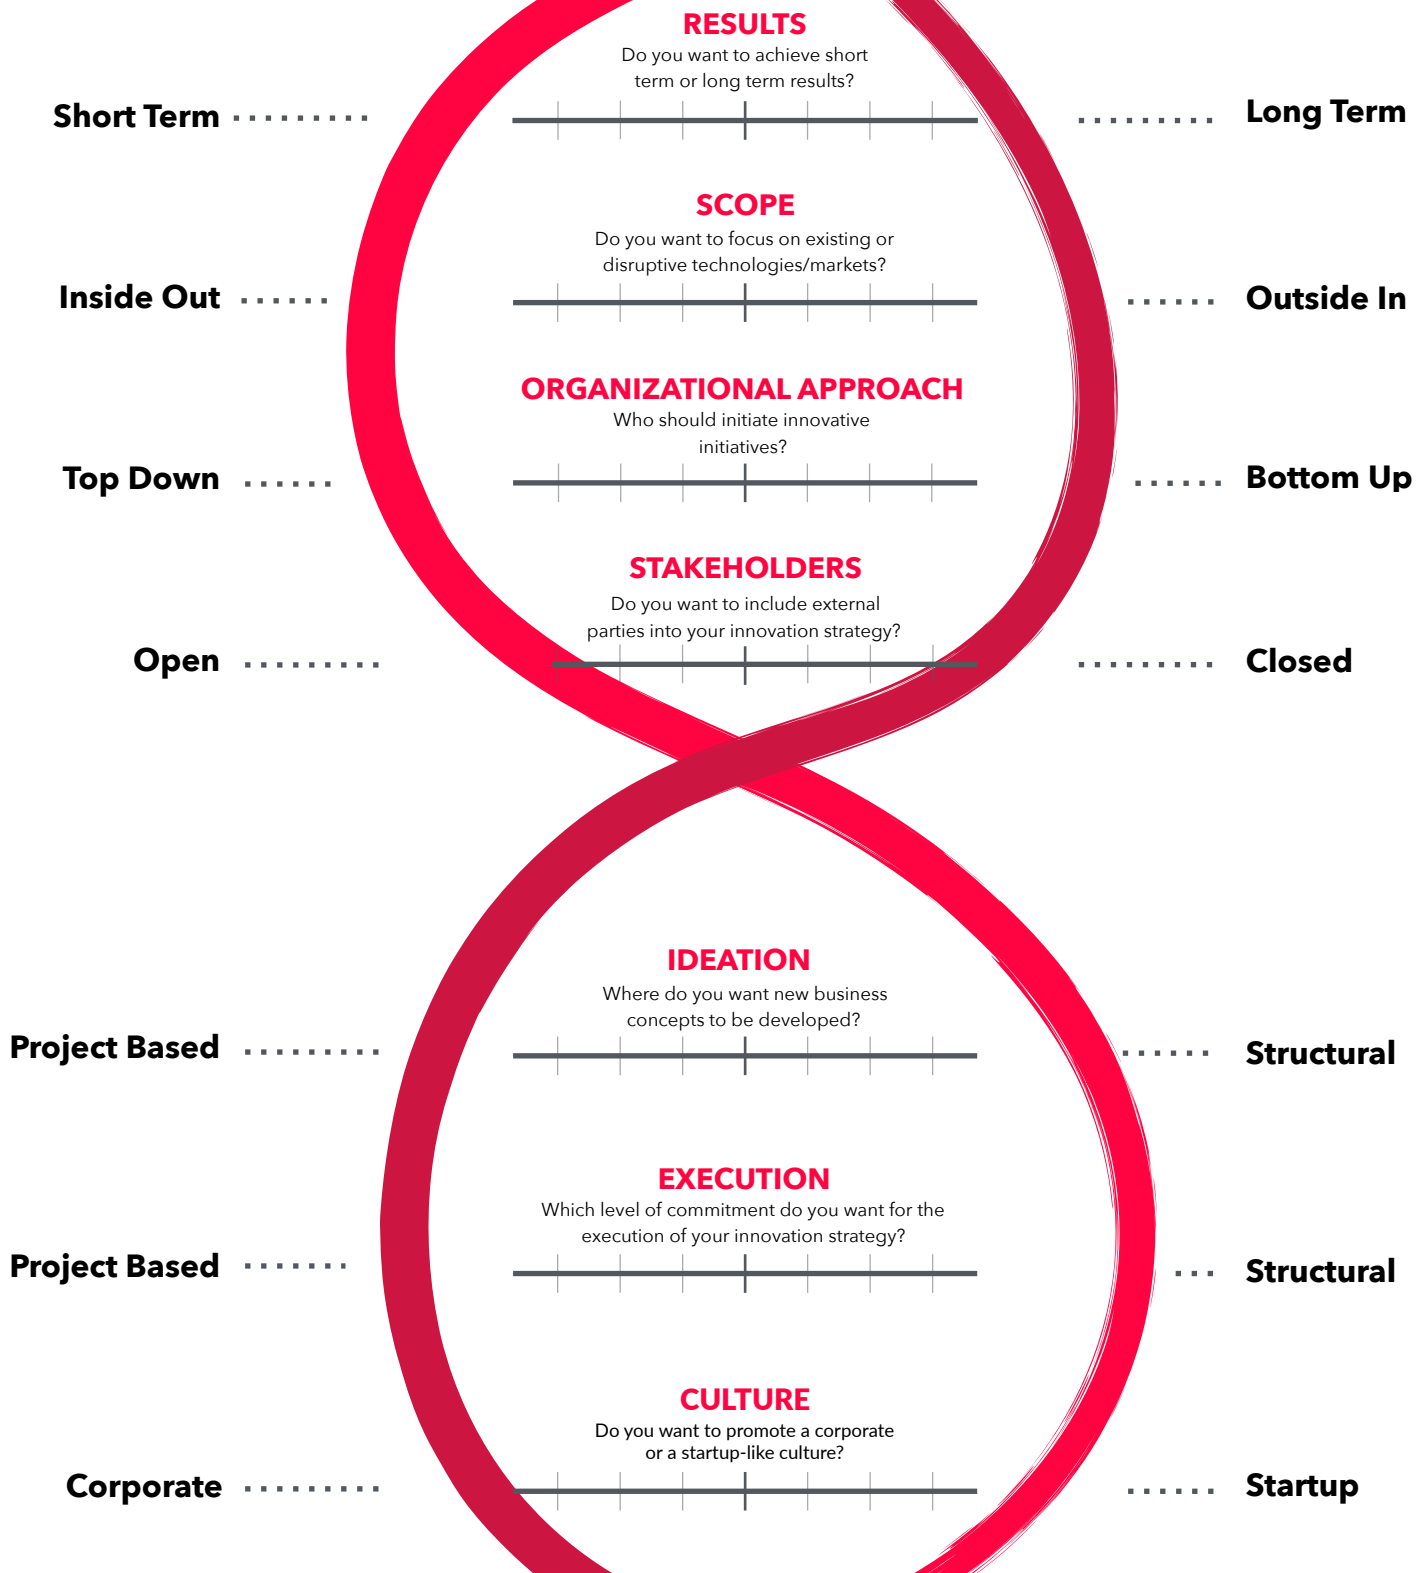 RESULTS
Do you want to achieve short
term or long term results?
Short Term
Long Term
SCOPE
Do you want to focus on existing or
disruptive technologies/markets?
Inside Out
Outside In
ORGANIZATIONAL APPROACH
Who should initiate innovative
initiatives?
Top Down
Bottom Up
STAKEHOLDERS
Do you want to include external
parties into your innovation strategy?
Open
Closed
IDEATION
Where do you want new business
concepts to be developed?
Project Based
Structural
EXECUTION
Which level of commitment do you want for the
execution of your innovation strategy?
Project Based
Structural
CULTURE
Do you want to promote a corporate
or a startup-like culture?
Corporate
Startup